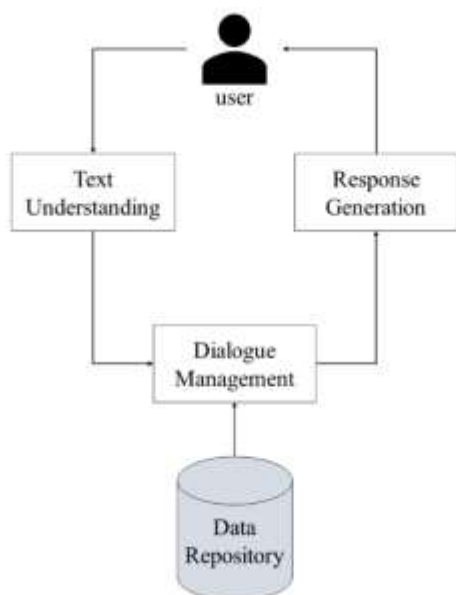 user
Text
Understanding
Response
Generation
Dialogue
Management
Data
Repository